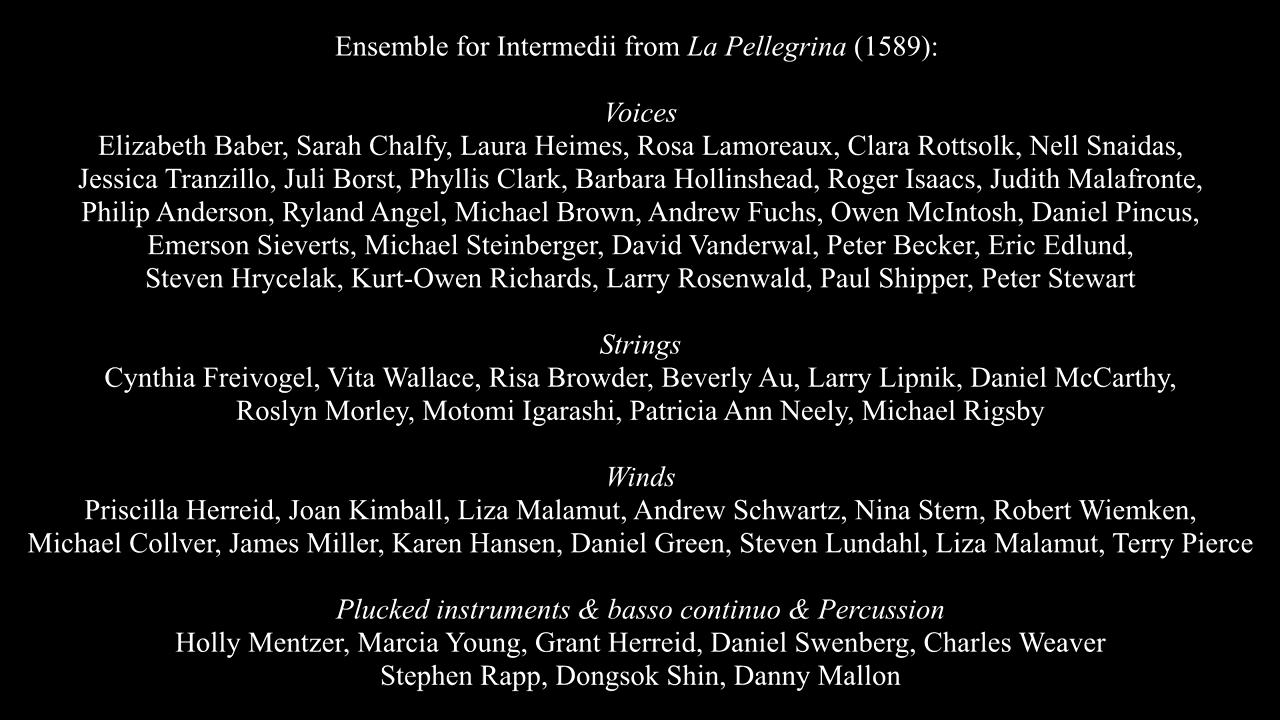 Ensemble for Intermedii from La Pellegrina (1589):
Voices
Elizabeth Baber, Sarah Chalfy, Laura Heimes, Rosa Lamoreaux, Clara Rottsolk, Nell Snaidas,
Jessica Tranzillo, Juli Borst, Phyllis Clark, Barbara Hollinshead, Roger Isaacs, Judith Malafronte,
Philip Anderson, Ryland Angel, Michael Brown, Andrew Fuchs, Owen McIntosh, Daniel Pincus,
Emerson Sieverts, Michael Steinberger, David Vanderwal, Peter Becker, Eric Edlund,
Steven Hrycelak, Kurt-Owen Richards, Larry Rosenwald, Paul Shipper, Peter Stewart
Strings
Cynthia Freivogel, Vita Wallace, Risa Browder, Beverly Au, Larry Lipnik, Daniel McCarthy,
Roslyn Morley, Motomi Igarashi, Patricia Ann Neely, Michael Rigsby
Winds
Priscilla Herreid, Joan Kimball, Liza Malamut, Andrew Schwartz, Nina Stern, Robert Wiemken,
Michael Collver, James Miller, Karen Hansen, Daniel Green, Steven Lundahl, Liza Malamut, Terry Pierce
Plucked instruments & basso continuo & Percussion
Holly Mentzer, Marcia Young, Grant Herreid, Daniel Swenberg, Charles Weaver
Stephen Rapp, Dongsok Shin, Danny Mallon